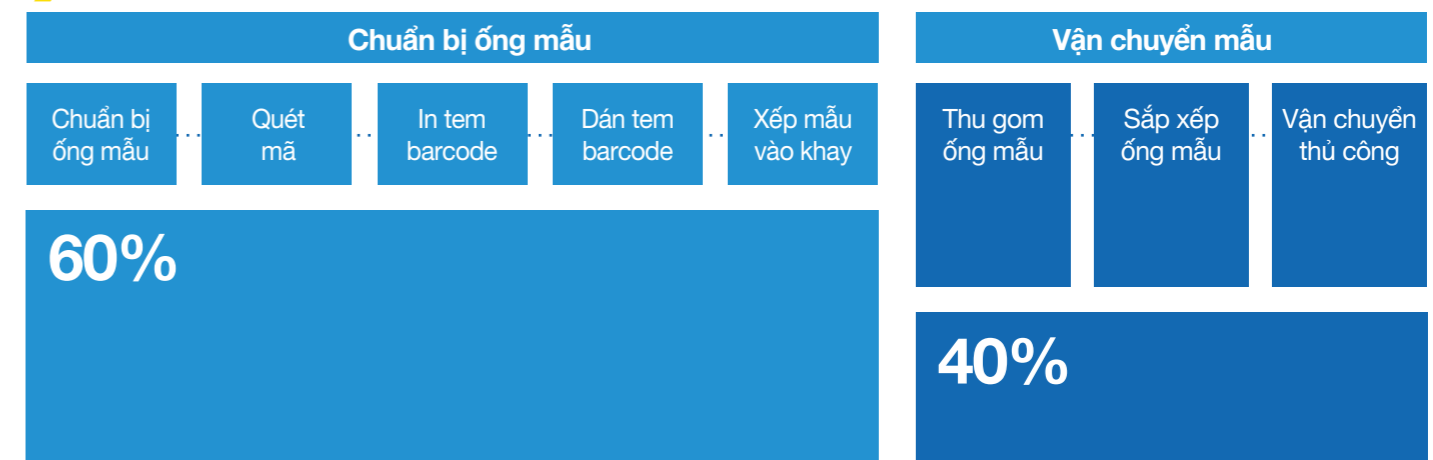 Chuẩn bị ống mẫu
Chuẩn bị
ống mẫu
Quét
mã
In tem
barcode
Dán tem
barcode
Xếp mẫu
vào khay
60%
Vận chuyển mẫu
Thu gom
ống mẫu
Sắp xếp
ống mẫu
Vận chuyển
thủ công
40%